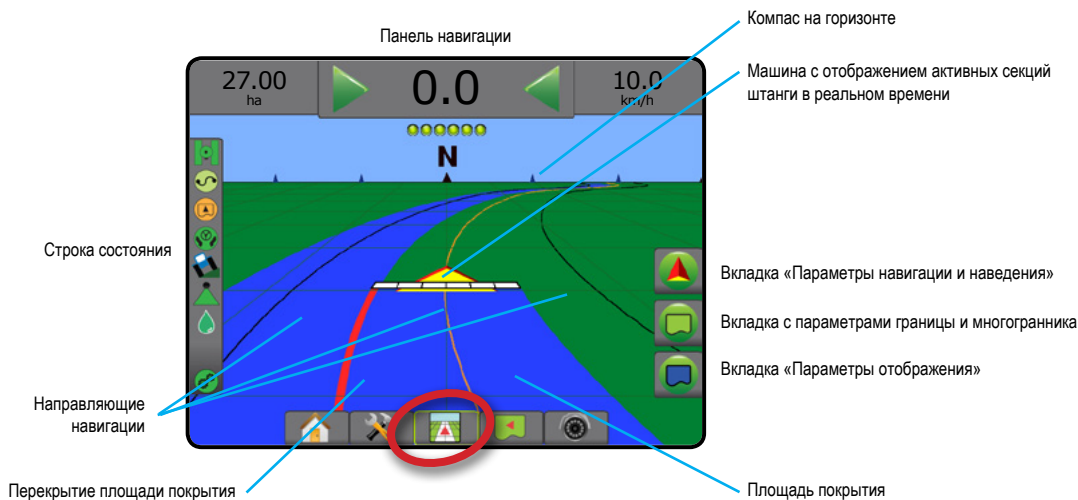 Компас на горизонте
Панель навигации
Машина с отображением активных секций
штанги в реальном времени
27.00
ha
0.0
10.0
km/h
N
Строка состояния
Вкладка «Параметры навигации и наведения»
Вкладка с параметрами границы и многогранника
Вкладка «Параметры отображения»
Направляющие
навигации
Перекрытие площади покрытия
Площадь покрытия